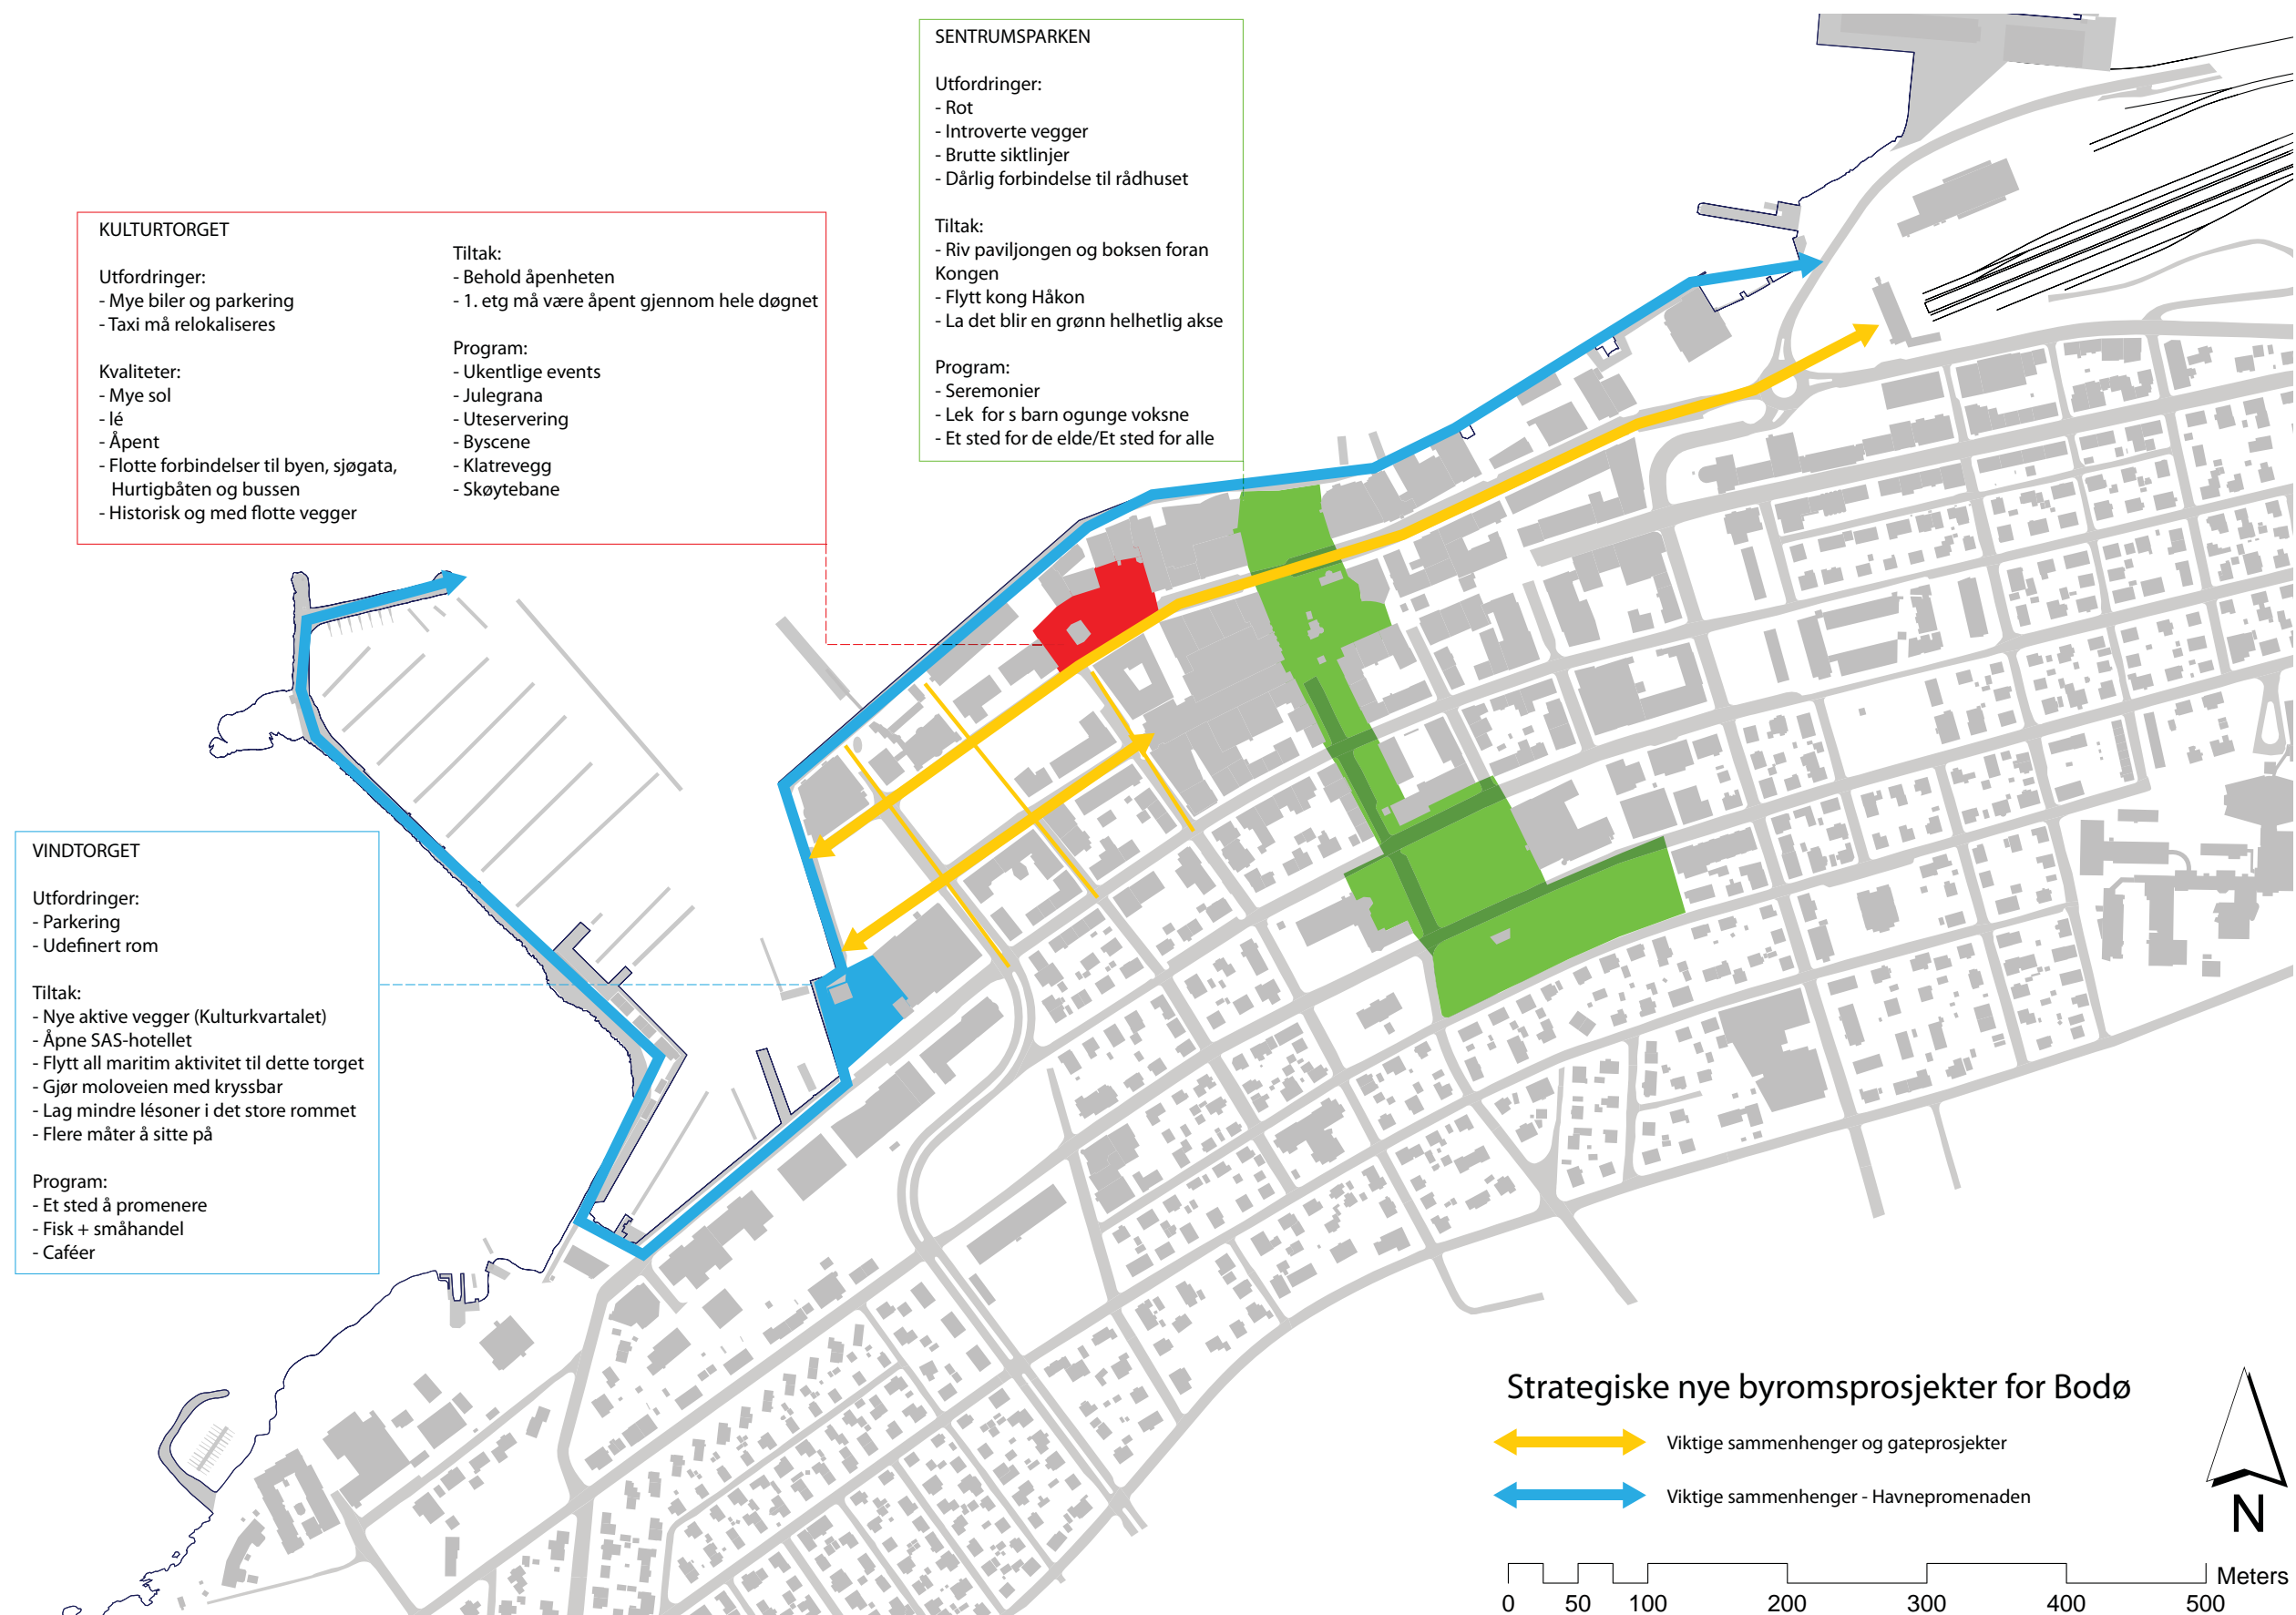 SENTRUMSPARKEN
Utfordringer:
- Rot
- Introverte vegger
- Brutte siktlinjer
- Dårlig forbindelse til rådhuset
Tiltak:
- Riv paviljongen og boksen foran
Kongen
- Flytt kong Håkon
- La det blir en grønn helhetlig akse
Program:
- Seremonier
- Lek for s barn ogunge voksne
- Et sted for de elde/Et sted for alle
KULTURTORGET
Utfordringer:
- Mye biler og parkering
- Taxi må relokaliseres
Kvaliteter:
- Mye sol
- lé
- Åpent
- Flotte forbindelser til byen, sjøgata,
Hurtigbåten og bussen
- Historisk og med flotte vegger
Tiltak:
- Behold åpenheten
- 1. etg må være åpent gjennom hele døgnet
Program:
- Ukentlige events
- Julegrana
- Uteservering
- Byscene
- Klatrevegg
- Skøytebane
VINDTORGET
Utfordringer:
- Parkering
- Udefinert rom
Tiltak:
- Nye aktive vegger (Kulturkvartalet)
- Åpne SAS-hotellet
- Flytt all maritim aktivitet til dette torget
- Gjør moloveien med kryssbar
- Lag mindre lésoner i det store rommet
- Flere måter å sitte på
Program:
- Et sted å promenere
- Fisk + småhandel
- Caféer
Strategiske nye byromsprosjekter for Bodø
Viktige sammenhenger og gateprosjekter
Viktige sammenhenger - Havnepromenaden
N
Meters
0 50 100 200 300 400 500